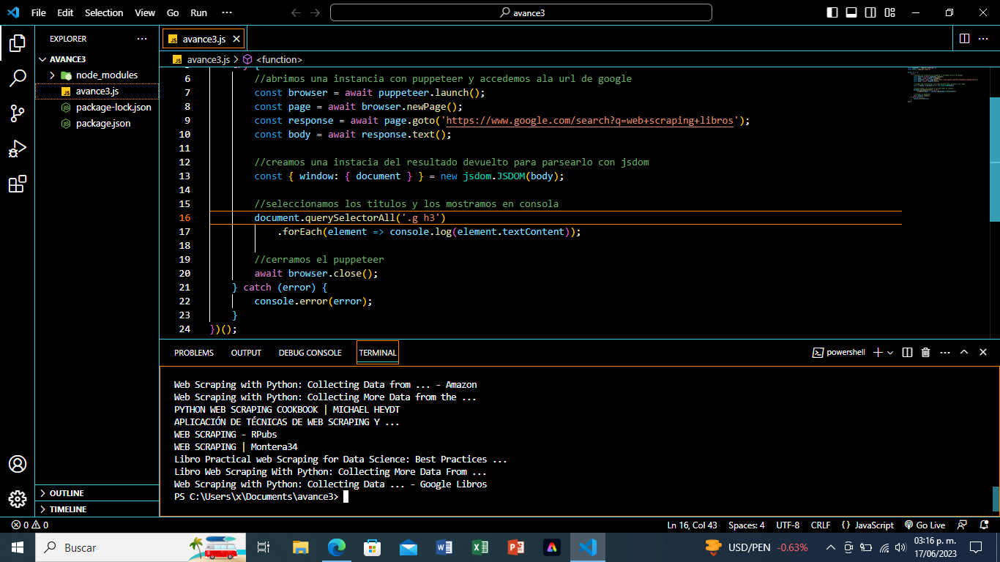 File Edit Selection View Go Run ···
avance3
EXPLORER ···
AVANCE3
node_modules
avance3.js
package-lock.json
package.json
OUTLINE
TIMELINE
JS avance3.js
JS avance3.js > <function>
6 //abrimos una instancia con puppeteer y accedemos ala url de google
7 const browser = await puppeteer.launch();
8 const page = await browser.newPage();
9 const response = await page.goto('https://www.google.com/search?q=web+scraping+libros');
10 const body = await response.text();
11
12 //creamos una instacia del resultado devuelto para parsearlo con jsdom
13 const { window: { document } } = new jsdom.JSDOM(body);
14
15 //seleccionamos los titulos y los mostramos en consola
16 document.querySelectorAll('.g h3')
17 .forEach(element => console.log(element.textContent));
18
19 //cerramos el puppeteer
20 await browser.close();
21 } catch (error) {
22 console.error(error);
23 }
24 })();
PROBLEMS OUTPUT DEBUG CONSOLE TERMINAL
powershell
Web Scraping with Python: Collecting Data from ... - Amazon
Web Scraping with Python: Collecting More Data from the ...
PYTHON WEB SCRAPING COOKBOOK | MICHAEL HEYDT
APLICACIÓN DE TÉCNICAS DE WEB SCRAPING Y ...
WEB SCRAPING - RPubs
WEB SCRAPING | Montera34
Libro Practical web Scraping for Data Science: Best Practices ...
Libro Web Scraping With Python: Collecting More Data From ...
Web Scraping with Python: Collecting Data ... - Google Libros
PS C:\Users\x\Documents\avance3>
0 0
Ln 16, Col 43 Spaces: 4 UTF-8 CRLF {} JavaScript Go Live
Buscar
USD/PEN -0.63%
03:16 p. m.
17/06/2023